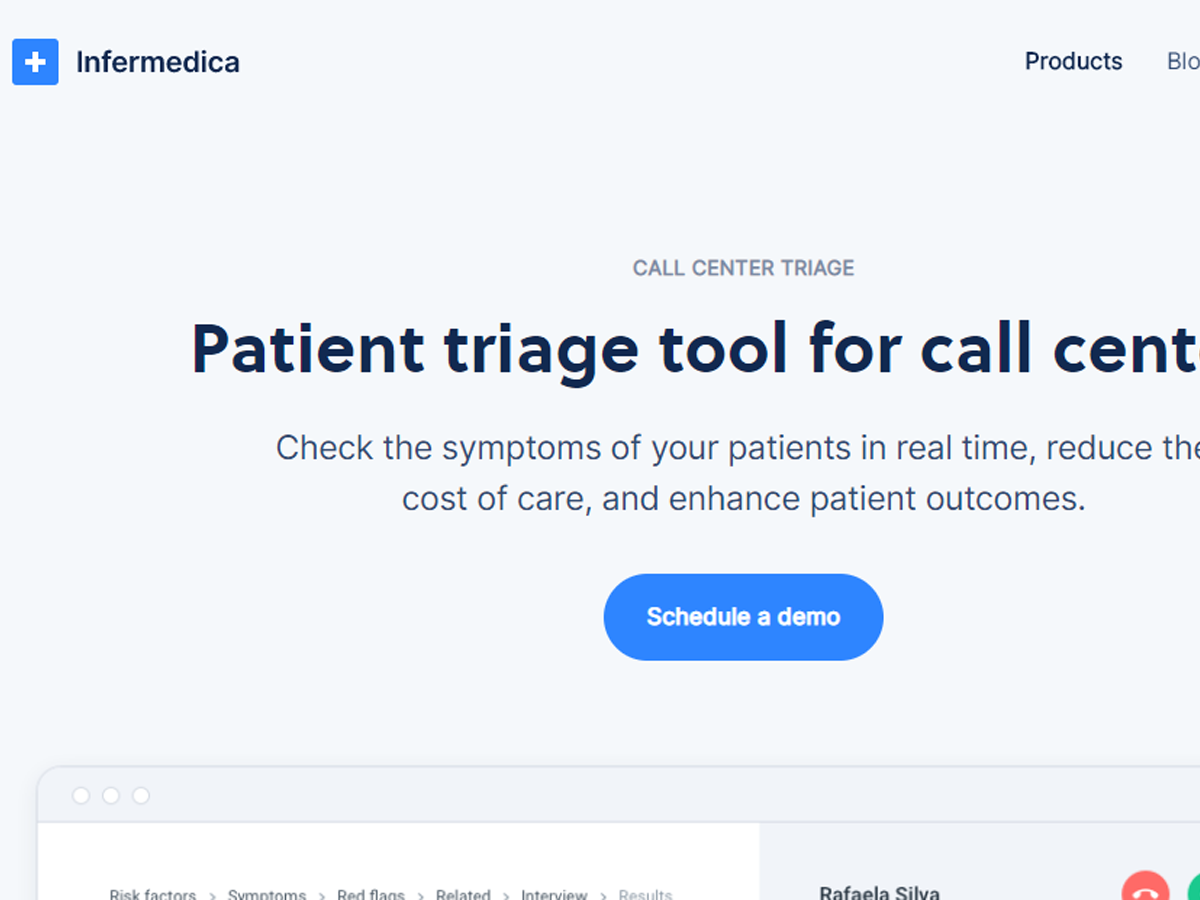 Infermedica
Products Blo
CALL CENTER TRIAGE
Patient triage tool for call cent
Check the symptoms of your patients in real time, reduce the
cost of care, and enhance patient outcomes.
Schedule a demo
Risk factors > Symptoms > Red flags > Related > Interview > Results
Rafaela Silva